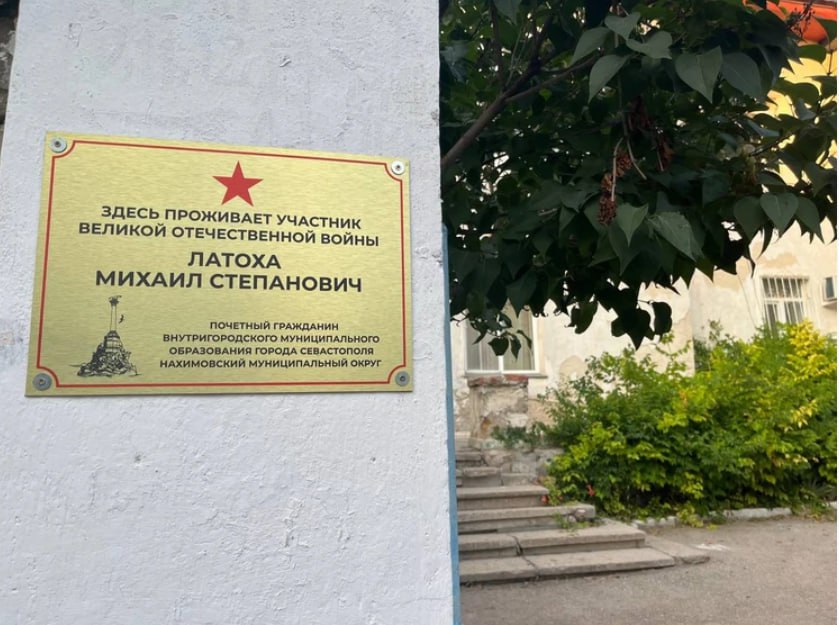 ЗДЕСЬ ПРОЖИВАЕТ УЧАСТНИК
ВЕЛИКОЙ ОТЕЧЕСТВЕННОЙ ВОЙНЫ
ЛАТОХА
МИХАИЛ СТЕПАНОВИЧ
ПОЧЕТНЫЙ ГРАЖДАНИН
ВНУТРИГОРОДСКОГО МУНИЦИПАЛЬНОГО
ОБРАЗОВАНИЯ ГОРОДА СЕВАСТОПОЛЯ
НАХИМОВСКИЙ МУНИЦИПАЛЬНЫЙ ОКРУГ